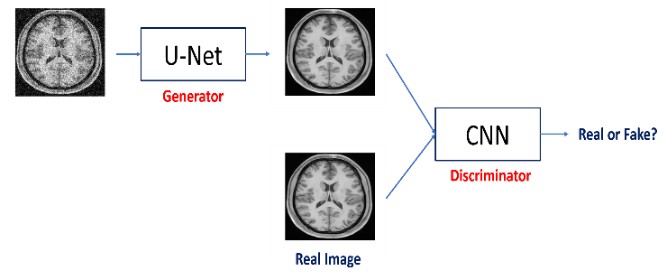 U-Net
Generator
CNN
Discriminator
Real or Fake?
Real Image